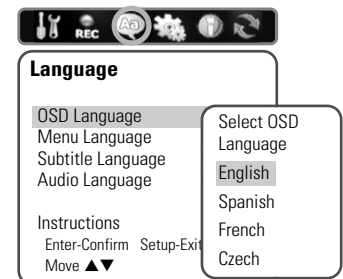 REC
Aa
Language
OSD Language
Menu Language
Subtitle Language
Audio Language
Instructions
Enter-Confirm Setup-Exit
Move ▲▼
Select OSD
Language
English
Spanish
French
Czech